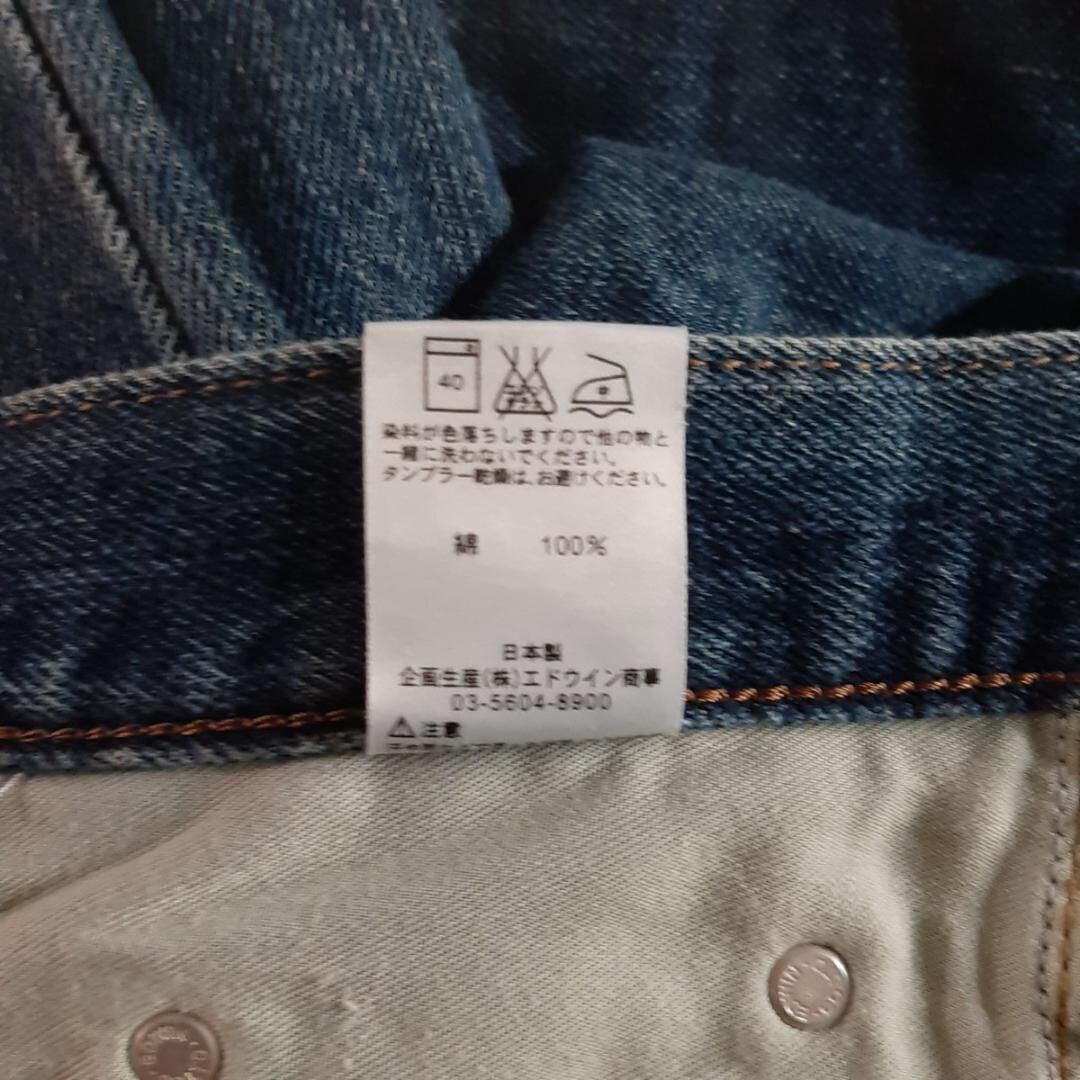 40
染料が色落ちしますので他の物と
一緒に洗わないでください。
タンブラー乾燥は、お避けください。
綿 100%
日本製
企画生産(株)エドウイン商事
03-5604-8900
⚠注意